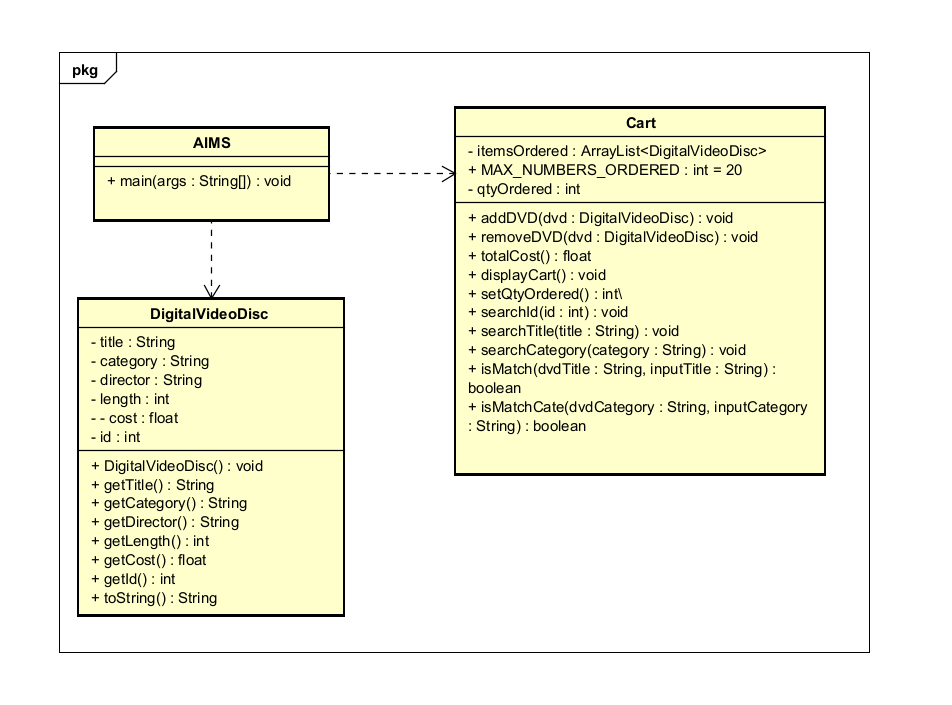 pkg
AIMS
+ main(args : String[]) : void
Cart
- itemsOrdered : ArrayList<DigitalVideoDisc>
+ MAX_NUMBERS_ORDERED : int = 20
- qtyOrdered : int
+ addDVD(dvd : DigitalVideoDisc) : void
+ removeDVD(dvd : DigitalVideoDisc) : void
+ totalCost() : float
+ displayCart() : void
+ setQtyOrdered() : int\
+ searchId(id : int) : void
+ searchTitle(title : String) : void
+ searchCategory(category : String) : void
+ isMatch(dvdTitle : String, inputTitle : String) :
boolean
+ isMatchCate(dvdCategory : String, inputCategory
: String) : boolean
DigitalVideoDisc
- title : String
- category : String
- director : String
- length : int
- - cost : float
- id : int
+ DigitalVideoDisc() : void
+ getTitle() : String
+ getCategory() : String
+ getDirector() : String
+ getLength() : int
+ getCost() : float
+ getId() : int
+ toString() : String